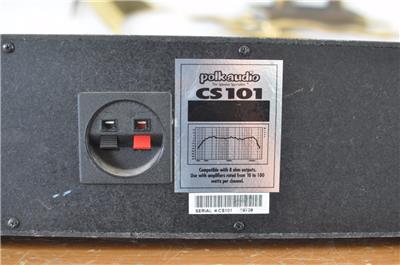 polkaudio
The Speaker Specialists
CS101
Compatible with 8 ohm outputs.
Use with amplifiers rated from 10 to 100
watts per channel.
SERIAL # CS101